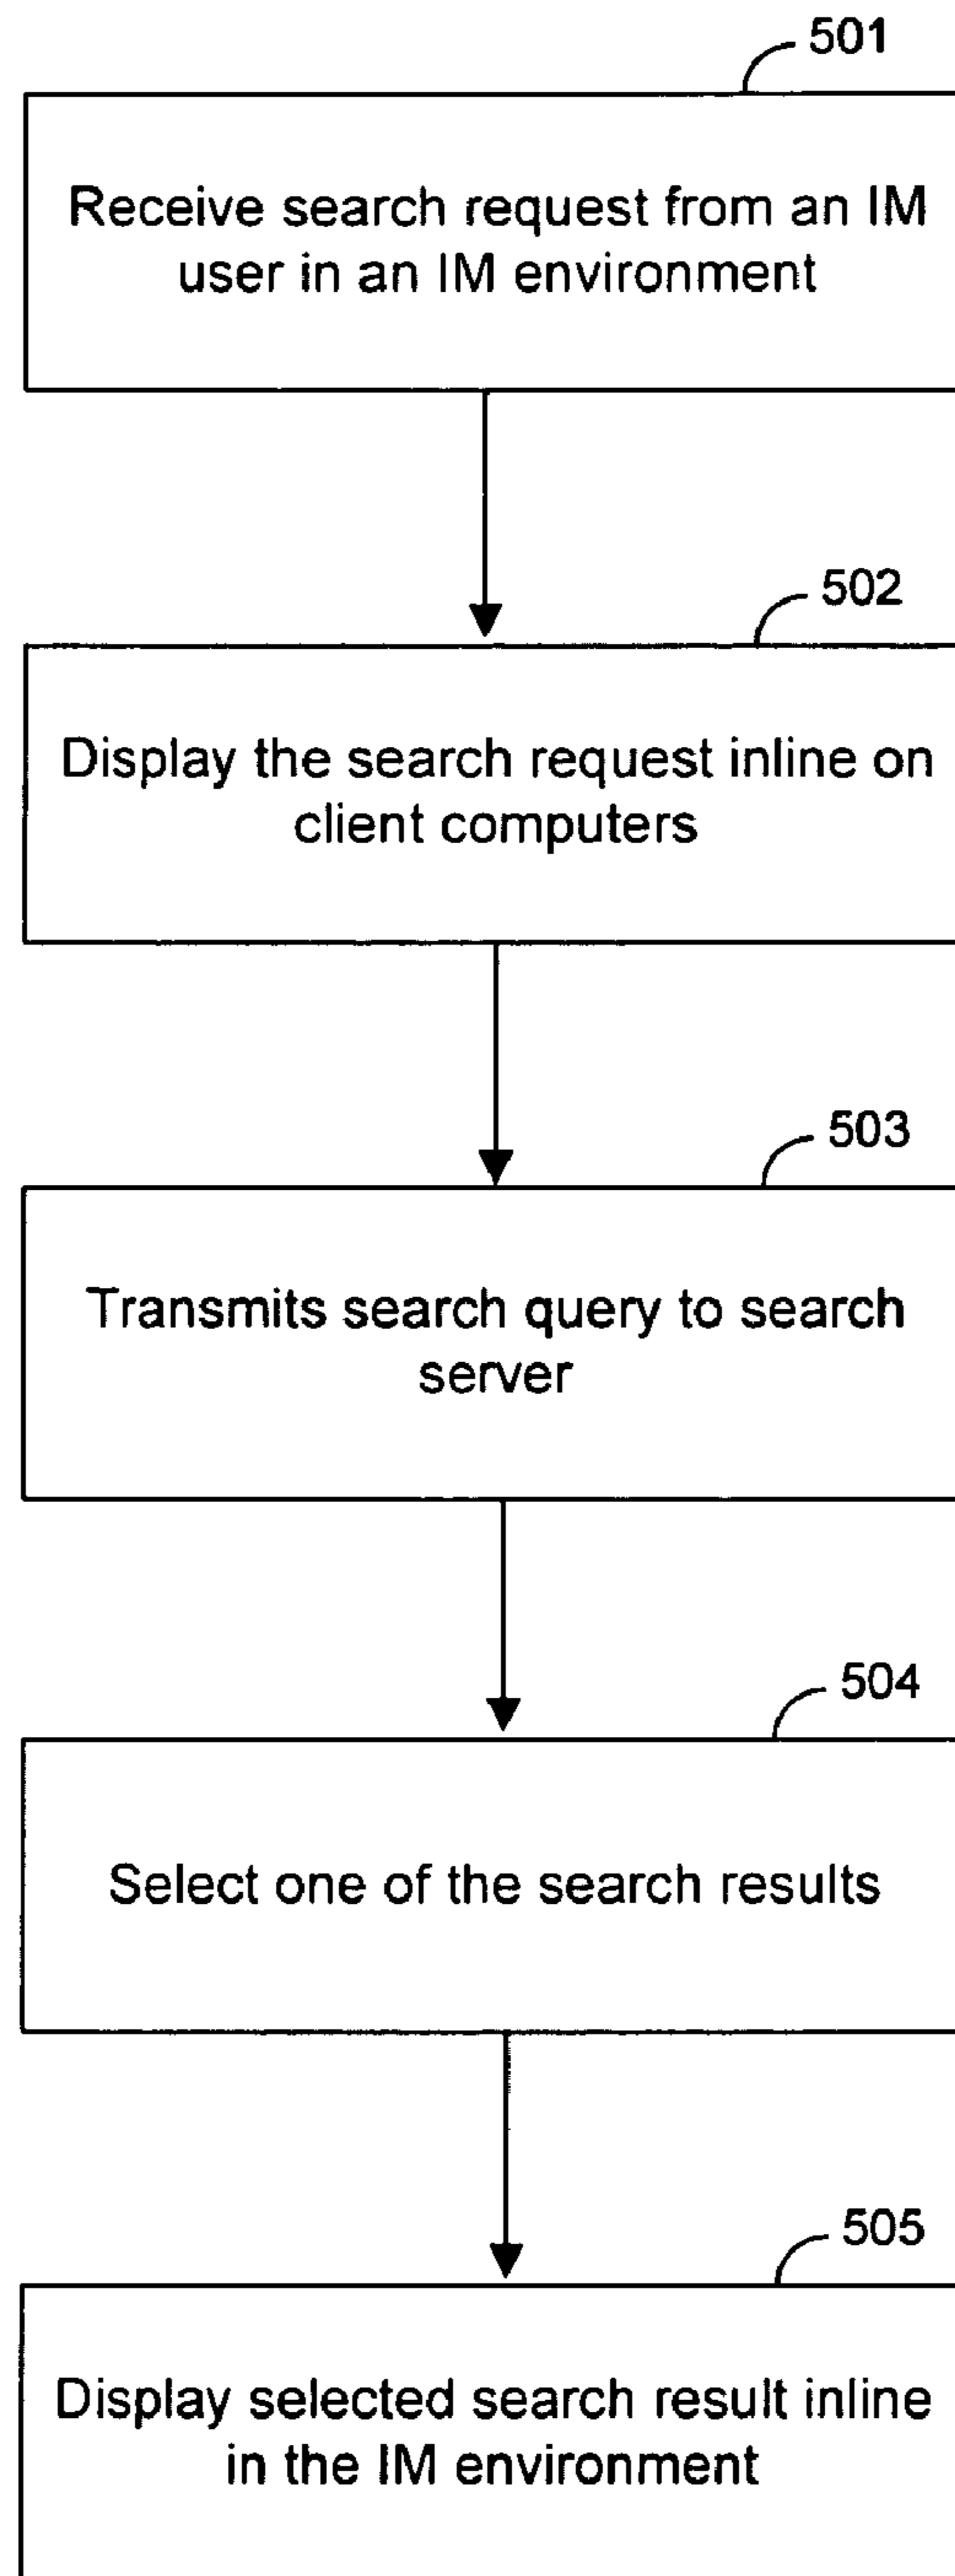 501
Receive search request from an IM
user in an IM environment
502
Display the search request inline on
client computers
503
Transmits search query to search
server
504
Select one of the search results
505
Display selected search result inline
in the IM environment